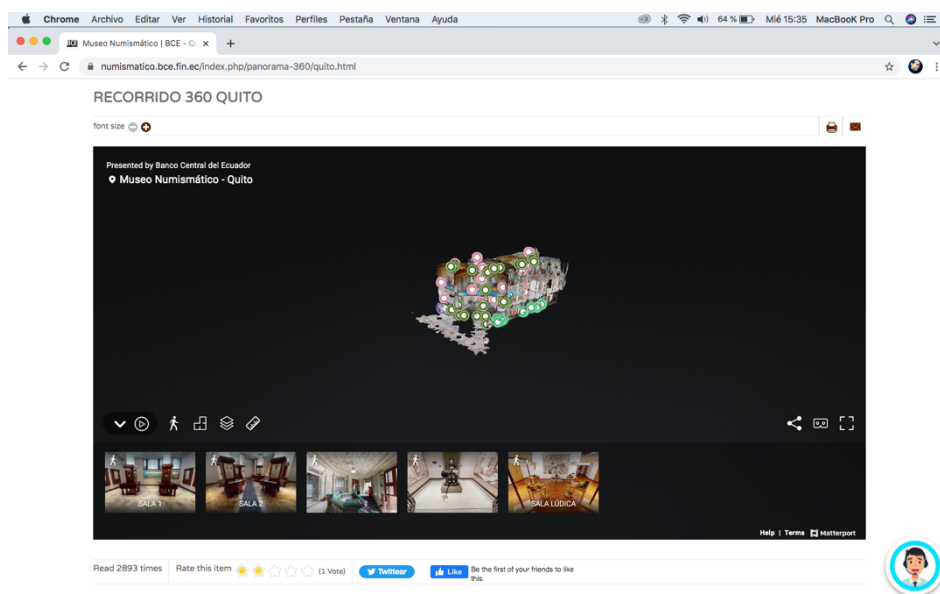 Chrome Archivo Editar Ver Historial Favoritos Perfiles Pestaña Ventana Ayuda 64 % Mié 15:35 MacBooK Pro
Museo Numismático | BCE - Q
numismatico.bce.fin.ec/index.php/panorama-360/quito.html
RECORRIDO 360 QUITO
font size
Presented by Banco Central del Ecuador
Museo Numismático - Quito
SALA 1 SALA 2 SALA LÚDICA
Help | Terms Matterport
Read 2893 times Rate this item (1 Vote) Twittear Like Be the first of your friends to like
this.